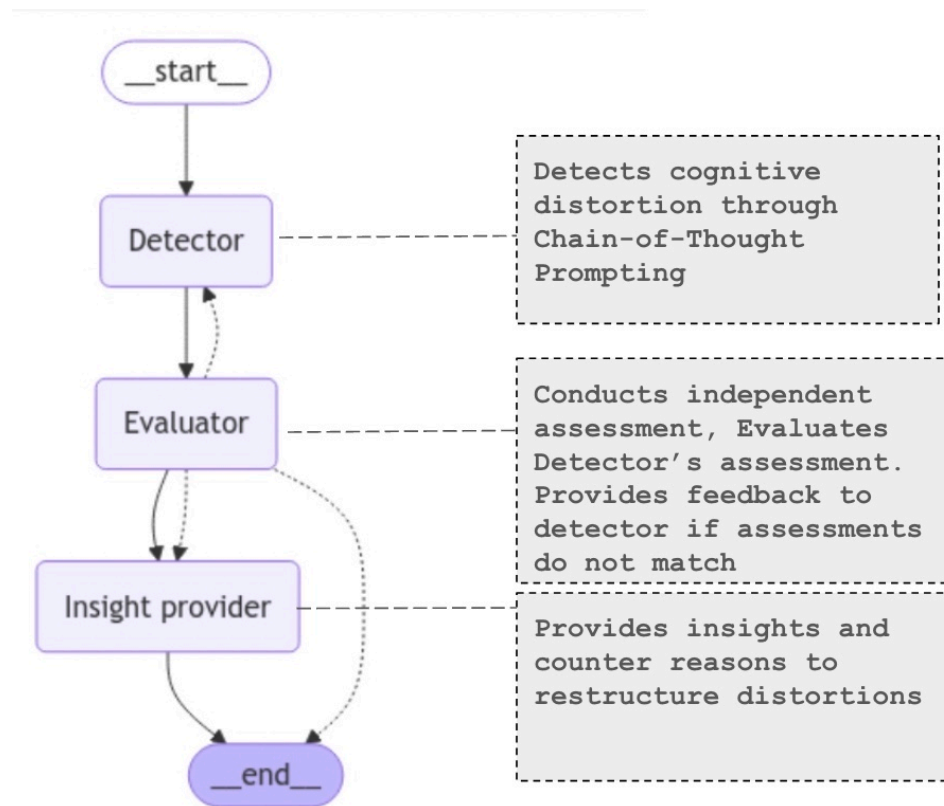 __start__
Detector
Detects cognitive
distortion through
Chain-of-Thought
Prompting
Evaluator
Conducts independent
assessment, Evaluates
Detector’s assessment.
Provides feedback to
detector if assessments
do not match
Insight provider
Provides insights and
counter reasons to
restructure distortions
__end__